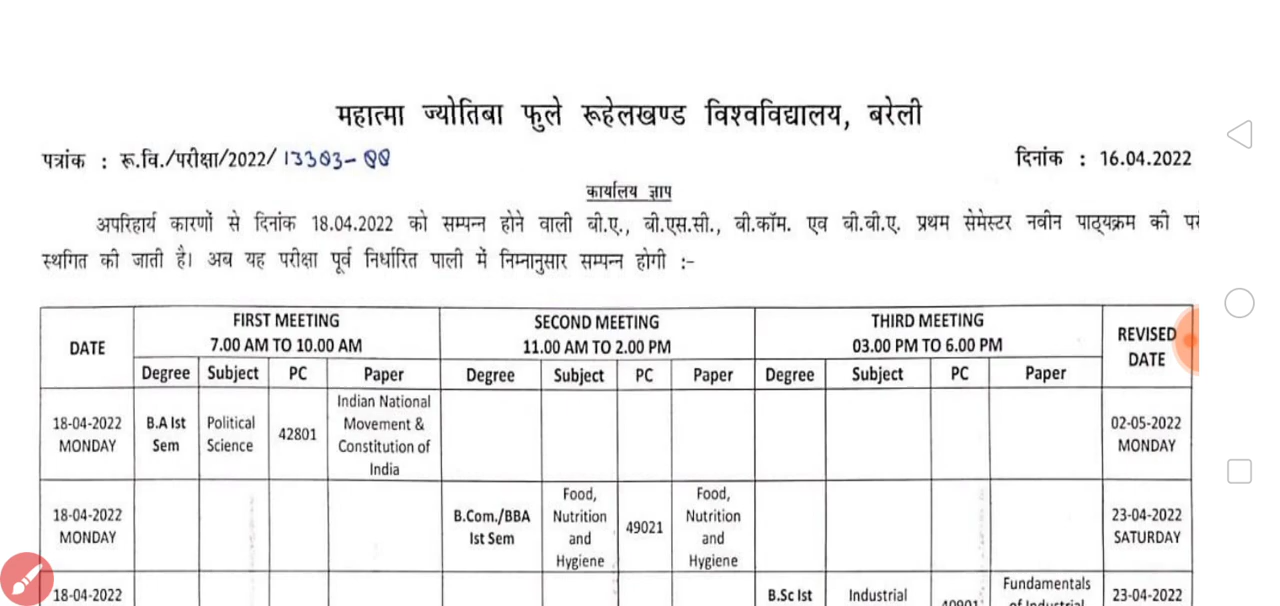 महात्मा ज्योतिबा फुले रूहेलखण्ड विश्वविद्यालय, बरेली
पत्रांक : रू.वि./परीक्षा/2022/ दिनांक : 16.04.2022
कार्यालय ज्ञाप
अपरिहार्य कारणों से दिनांक 18.04.2022 को सम्पन्न होने वाली बी.ए., बी.एस.सी., बी.कॉम. एव बी.बी.ए. प्रथम सेमेस्टर नवीन पाठ्यक्रम की
स्थगित की जाती है। अब यह परीक्षा पूर्व निर्धारित पाली में निम्नानुसार सम्पन्न होगी :-
DATE FIRST MEETING 7.00 AM TO 10.00 AM SECOND MEETING 11.00 AM TO 2.00 PM THIRD MEETING 03.00 PM TO 6.00 PM REVISED DATE
Degree Subject PC Paper Degree Subject PC Paper Degree Subject PC Paper
18-04-2022 MONDAY B.A Ist Sem Political Science 42801 Indian National Movement & Constitution of India 02-05-2022 MONDAY
18-04-2022 MONDAY B.Com./BBA Ist Sem Food, Nutrition and Hygiene 49021 Food, Nutrition and Hygiene 23-04-2022 SATURDAY
18-04-2022 B.Sc Ist Industrial Fundamentals of Industrial 23-04-2022